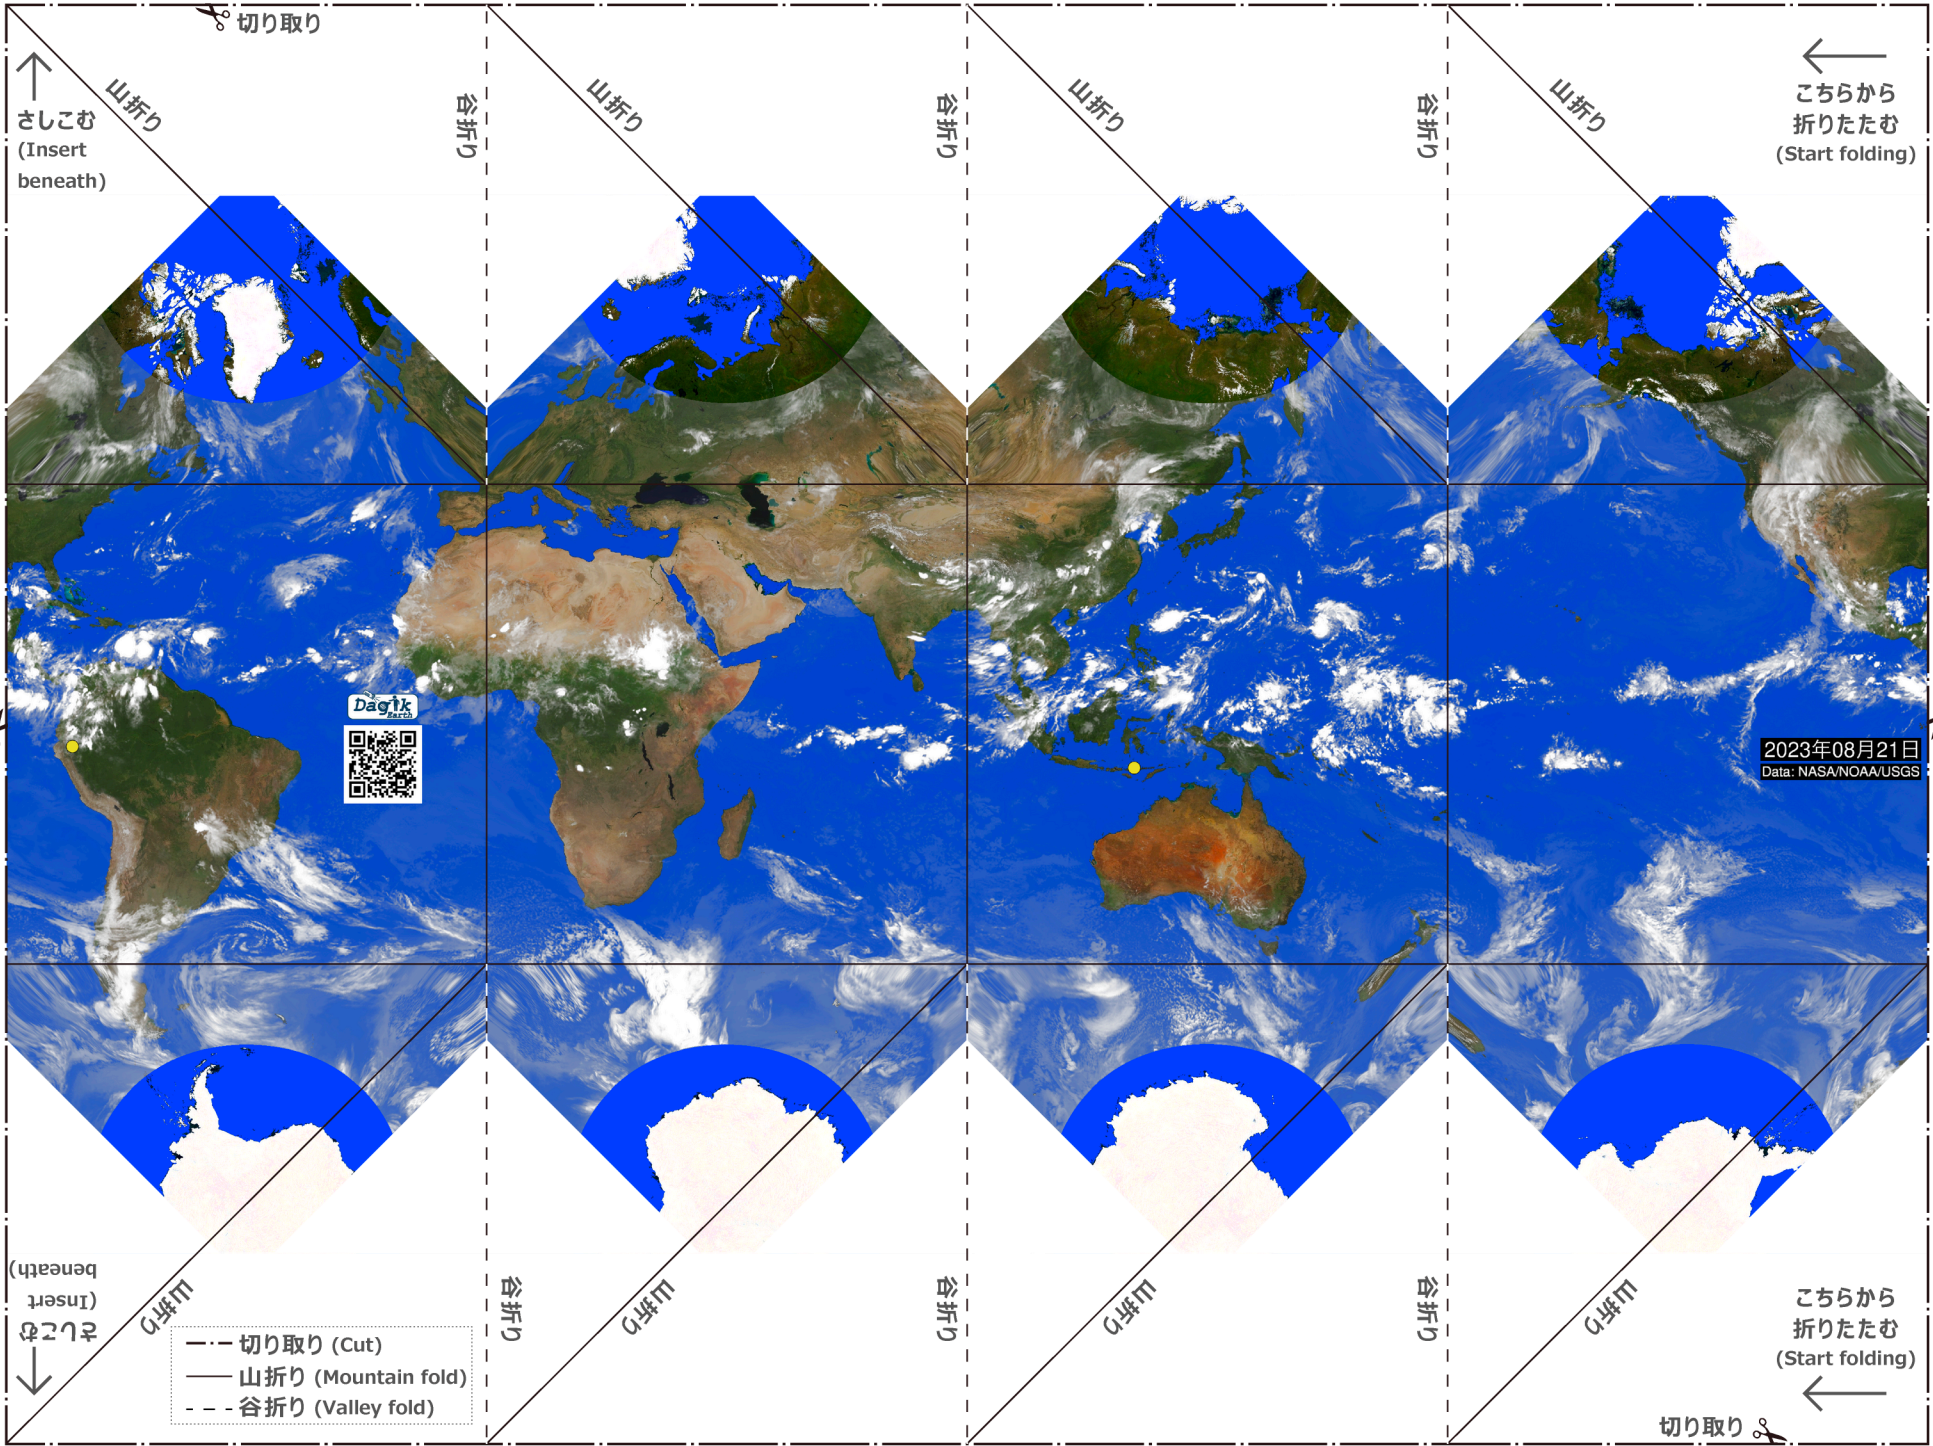 切り取り
山折り
谷折り
山折り
谷折り
山折り
谷折り
山折り
さしこむ
(Insert
beneath)
こちらから
折りたたむ
(Start folding)
Dagik
Earth
2023年08月21日
Data: NASA/NOAA/USGS
さしこむ
(Insert
beneath)
山折り
谷折り
山折り
谷折り
山折り
谷折り
山折り
こちらから
折りたたむ
(Start folding)
切り取り (Cut)
山折り (Mountain fold)
谷折り (Valley fold)
切り取り